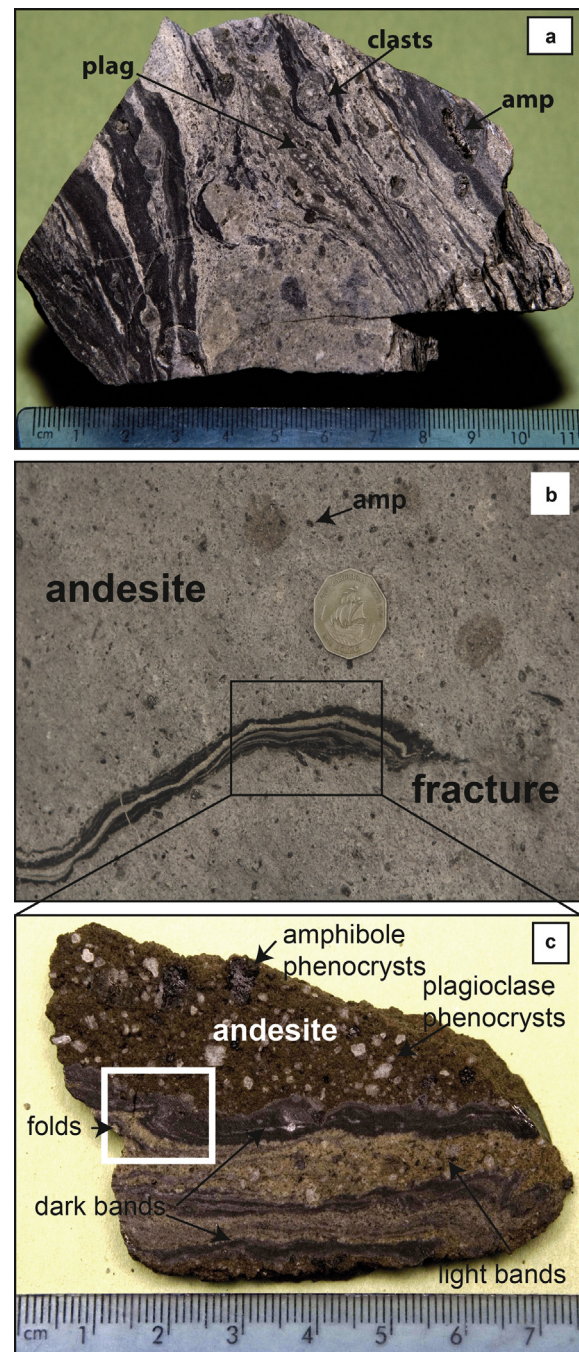 a
clasts
plag
amp
cm 1 2 3 4 5 6 7 8 9 10 11
b
amp
andesite
fracture
c
amphibole
phenocrysts
plagioclase
phenocrysts
andesite
folds
dark bands
light bands
cm 1 2 3 4 5 6 7